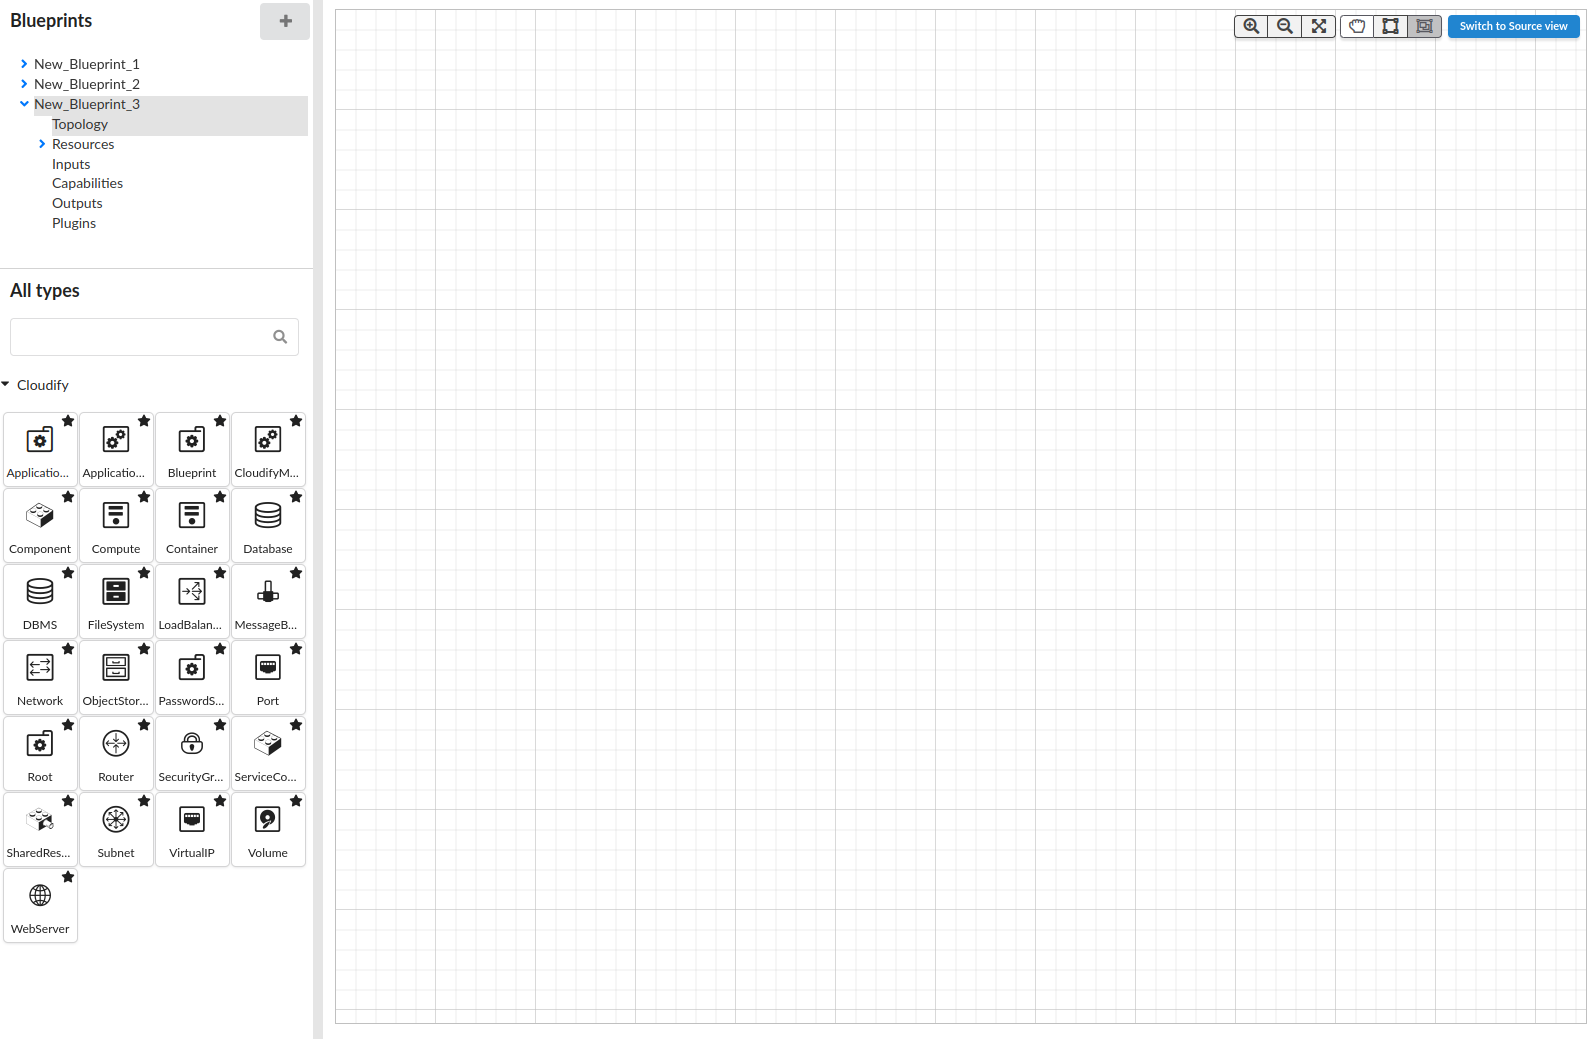 Blueprints
Switch to Source view
New_Blueprint_1
New_Blueprint_2
New_Blueprint_3
Topology
Resources
Inputs
Capabilities
Outputs
Plugins
All types
Cloudify
Applicatio... Applicatio... Blueprint CloudifyM...
Component Compute Container Database
DBMS FileSystem LoadBalan... MessageB...
Network ObjectStor... PasswordS... Port
Root Router SecurityGr... ServiceCo...
SharedRes... Subnet VirtualIP Volume
WebServer